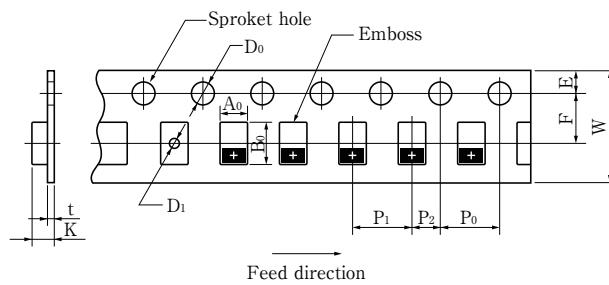 Sproket hole
D₀
Emboss
A₀
B₀
E
F
W
D₁
t
K
P₁
P₂
P₀
Feed direction